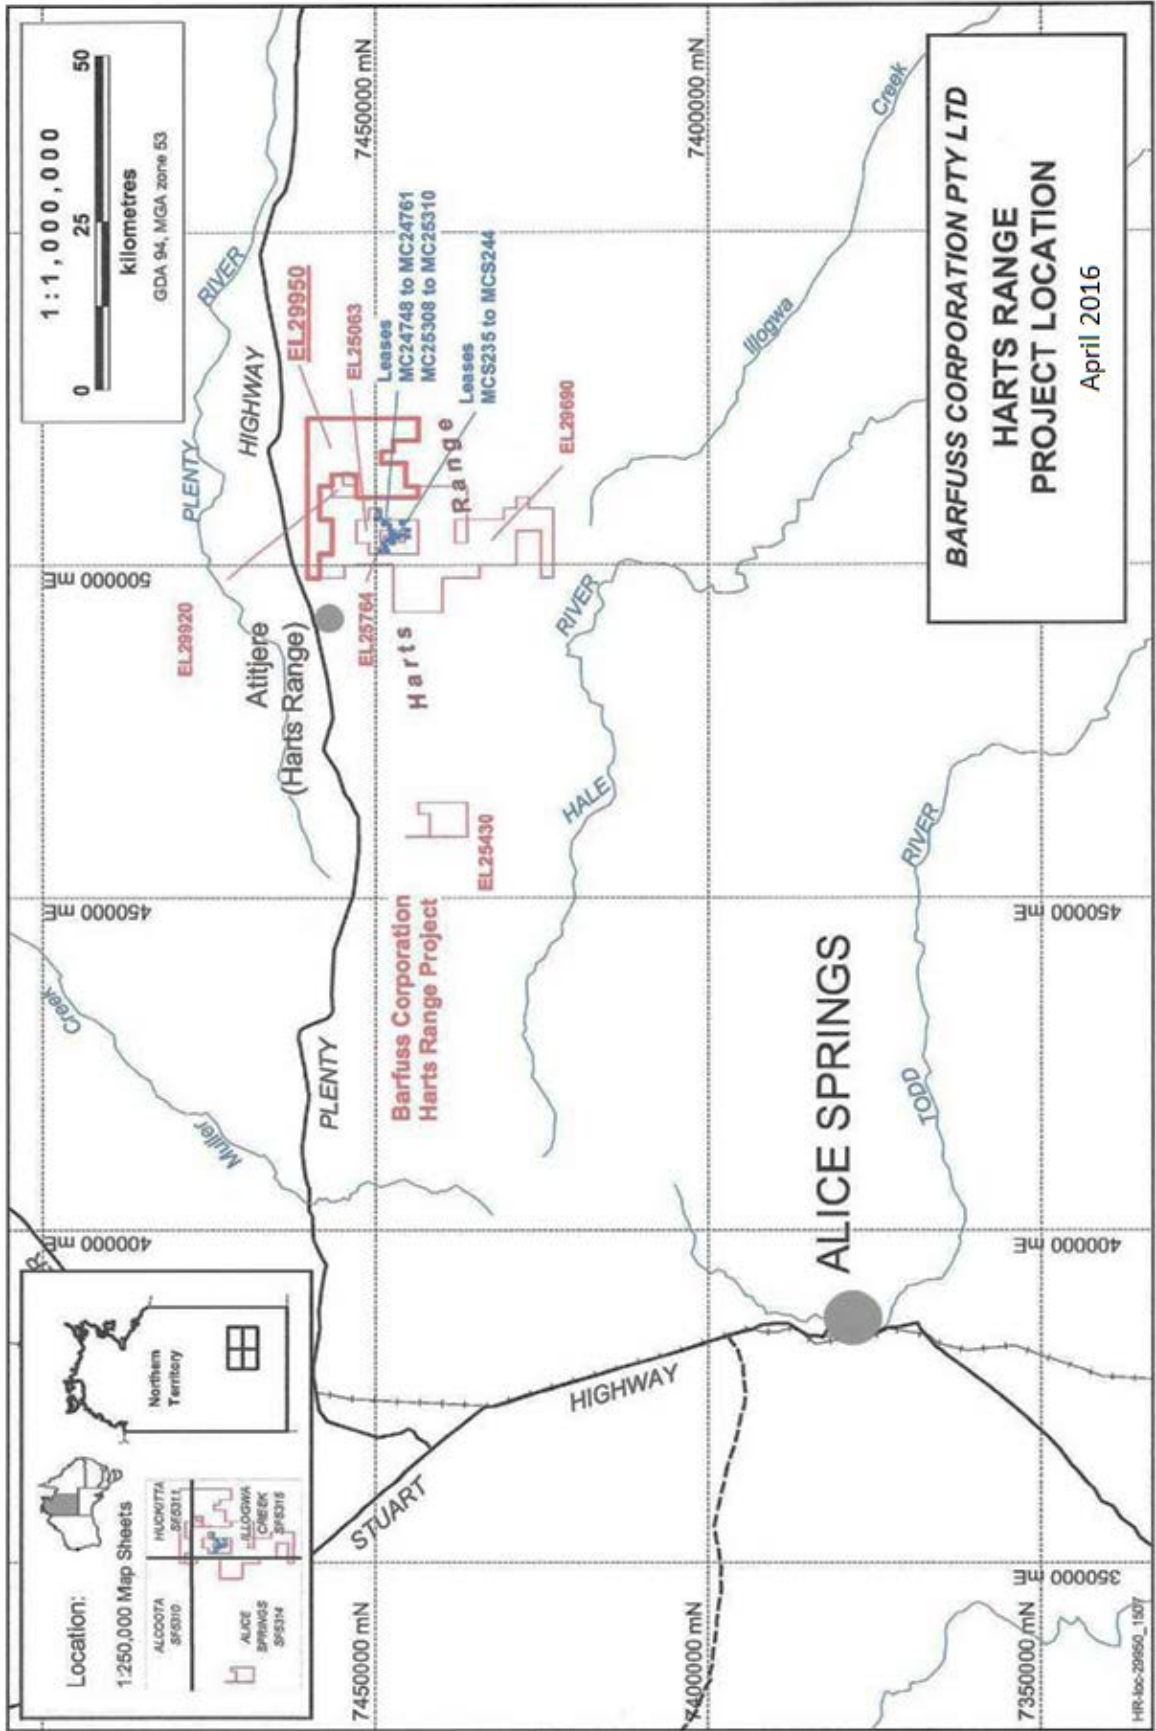 Location:
1:250,000 Map Sheets
ALCOOTA
SF5310
HUCKITTA
SF5311
ALICE
SPRINGS
SF5314
ILLOGWA
CREEK
SF5315
Northern
Territory
1:1,000,000
0 25 50
kilometres
GDA 94, MGA zone 53
400000 mE
450000 mE
500000 mE
Muller
Creek
PLENTY
RIVER
PLENTY
HIGHWAY
EL29920
Atitjere
(Harts Range)
EL29950
EL25063
EL25764
Leases
MC24748 to MC24761
MC25308 to MC25310
Leases
MCS235 to MCS244
Harts
Range
EL29690
EL25430
Barfuss Corporation
Harts Range Project
7450000 mN
7450000 mN
STUART
HIGHWAY
HALE
RIVER
Illogwa
Creek
7400000 mN
7400000 mN
ALICE SPRINGS
TODD
RIVER
350000 mE
400000 mE
450000 mE
7350000 mN
BARFUSS CORPORATION PTY LTD
HARTS RANGE
PROJECT LOCATION
April 2016